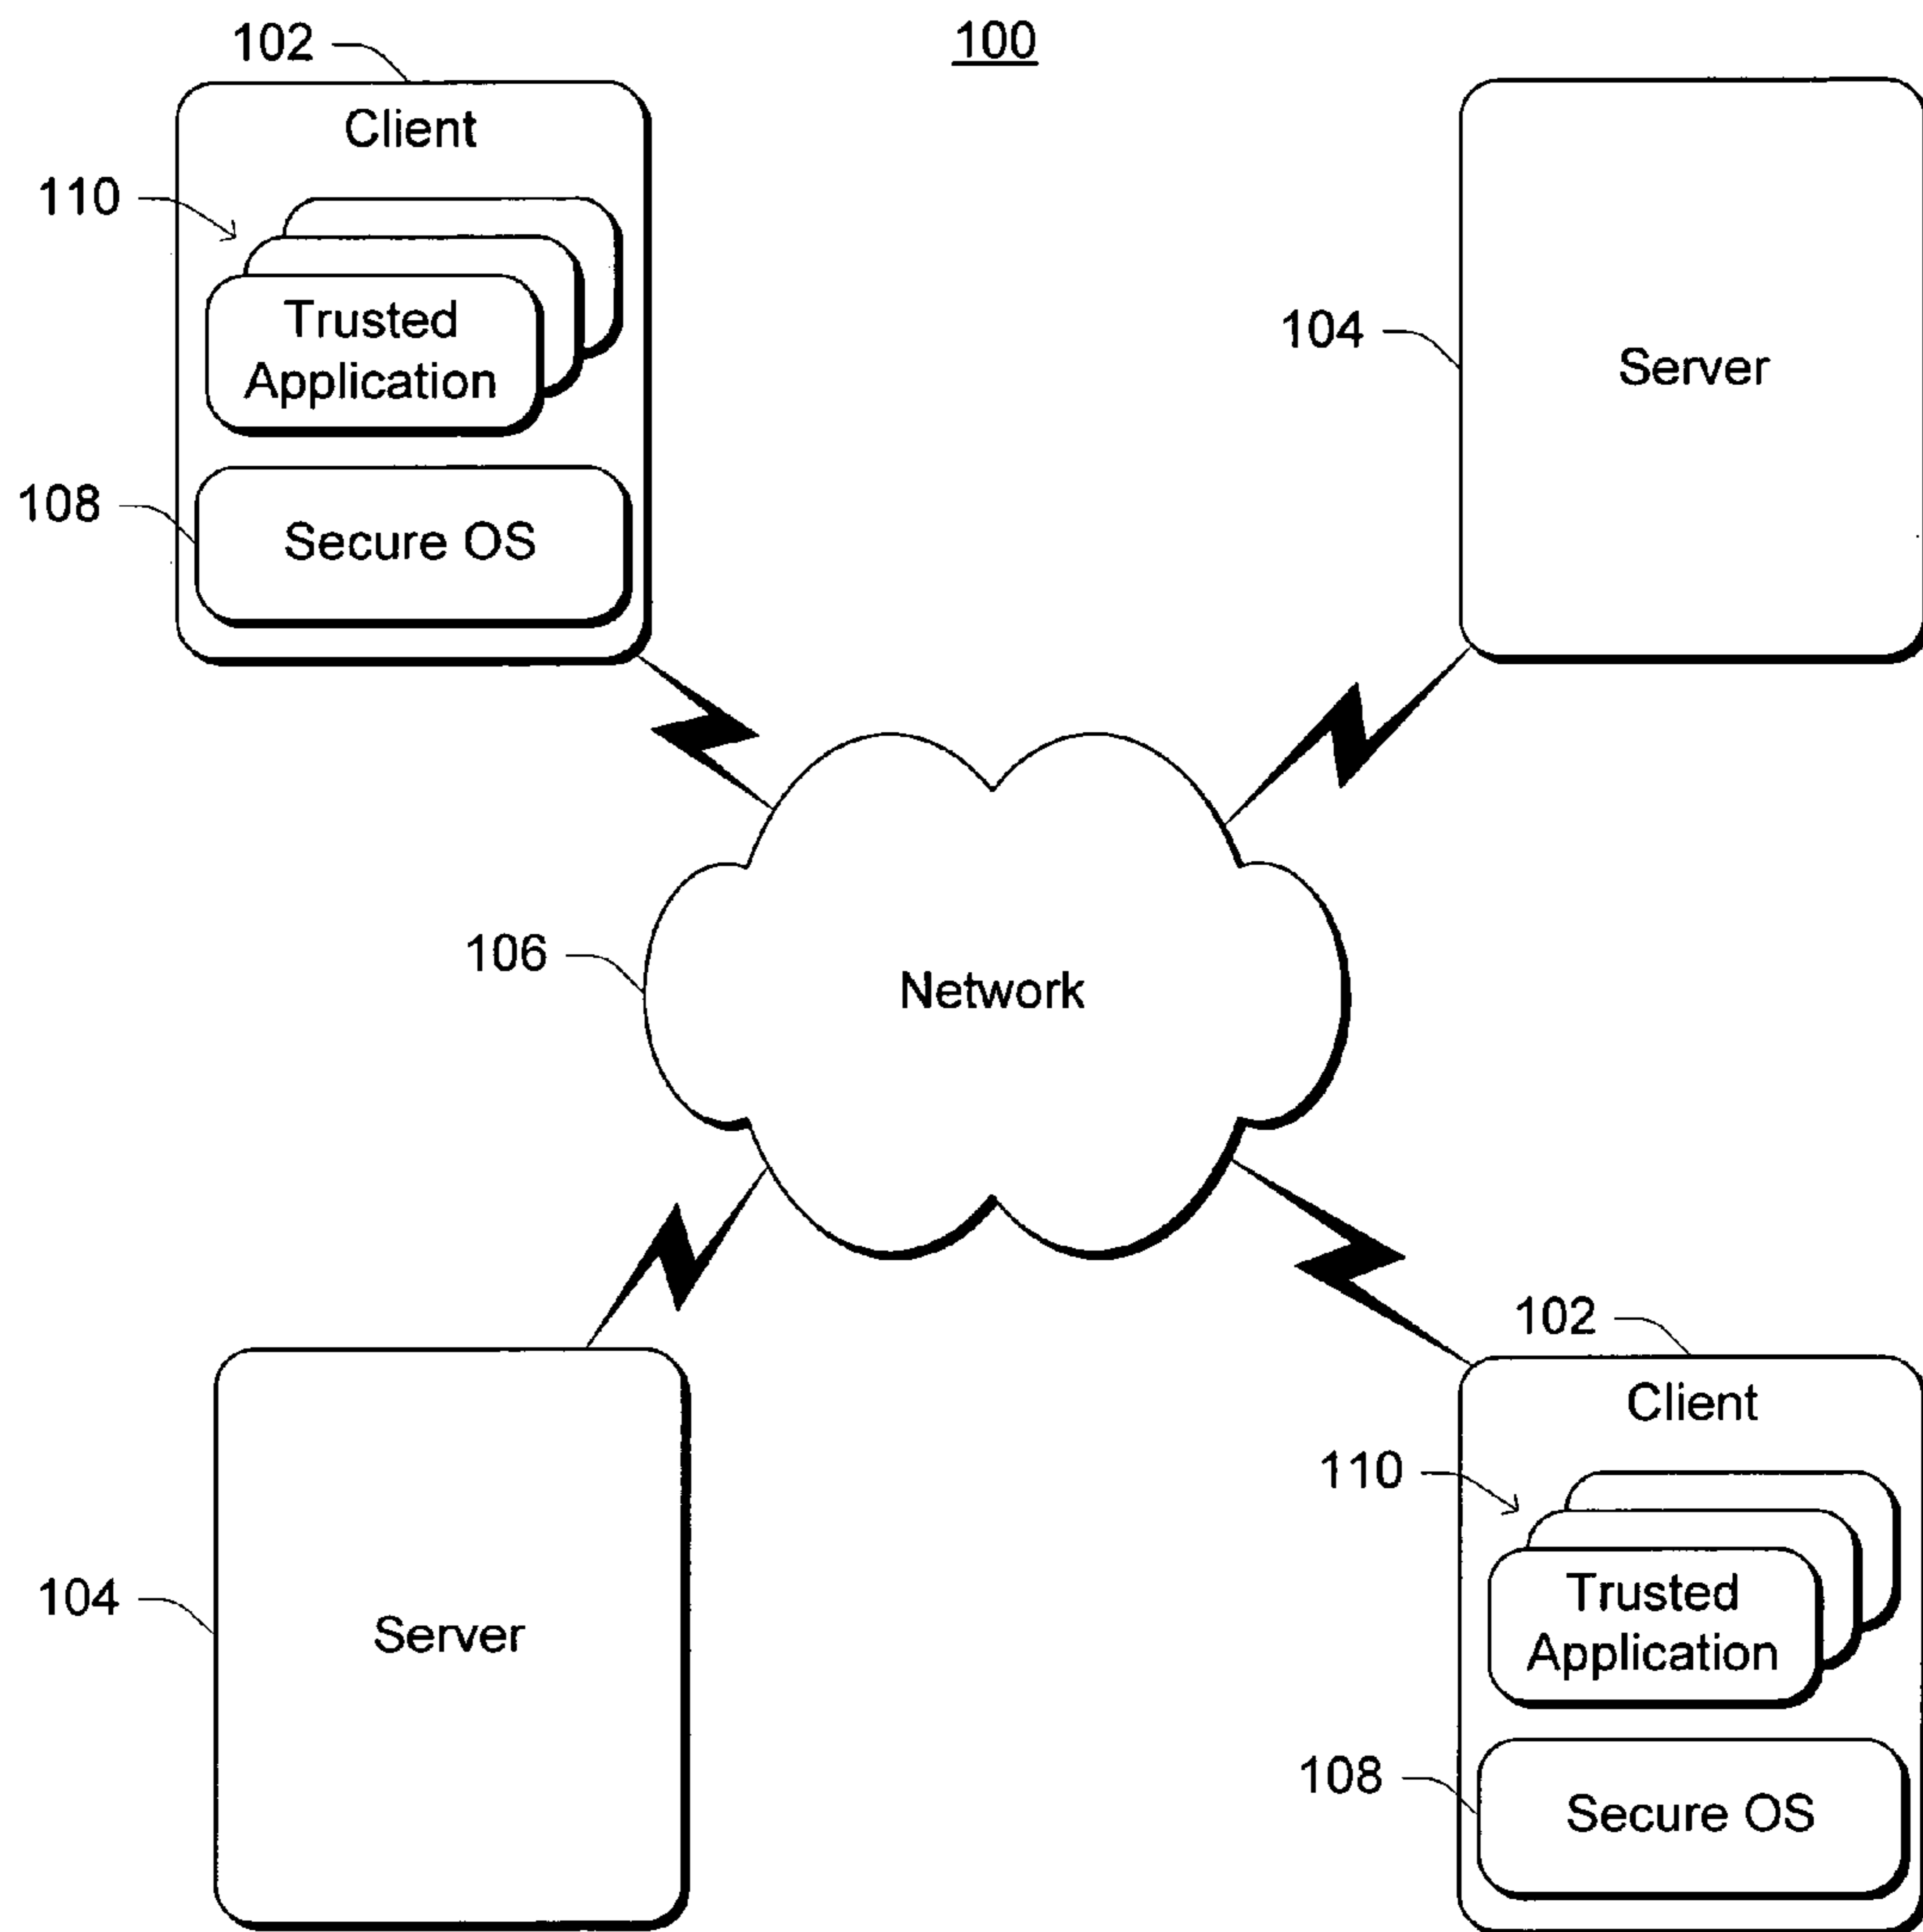 100
102
Client
110
Trusted
Application
108
Secure OS
104
Server
106
Network
104
Server
102
Client
110
Trusted
Application
108
Secure OS